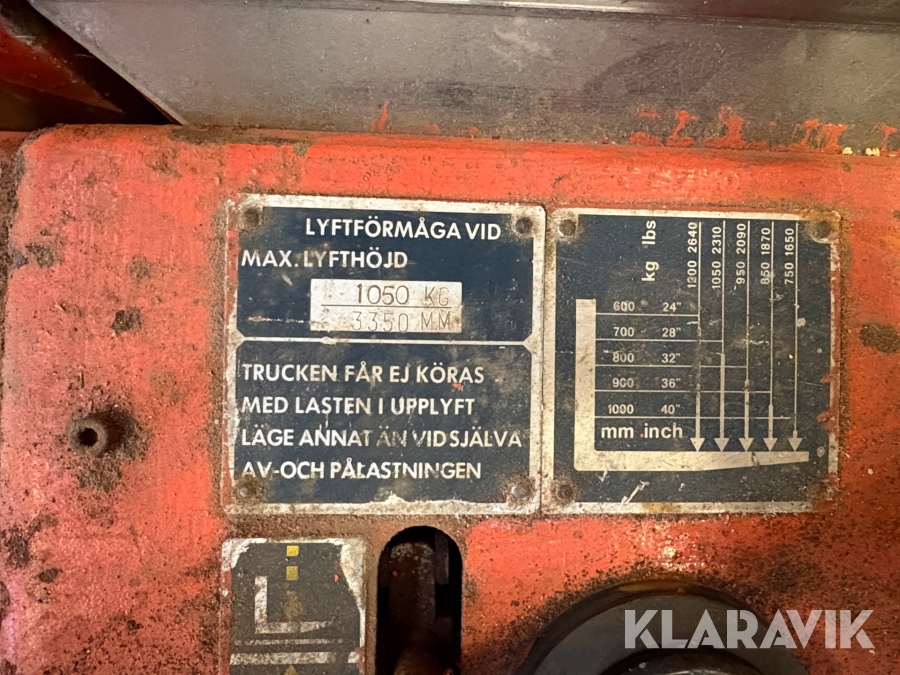 LYFTFÖRMÅGA VID
MAX. LYFTHÖJD
1050 KG
3350 MM
TRUCKEN FÅR EJ KÖRAS
MED LASTEN I UPPLYFT
LÄGE ANNAT ÄN VID SJÄLVA
AV-OCH PÅLASTNINGEN
kg lbs
1200 2640
1050 2310
950 2090
850 1870
750 1650
600 24"
700 28"
800 32"
900 36"
1000 40"
mm inch
KLARAVIK